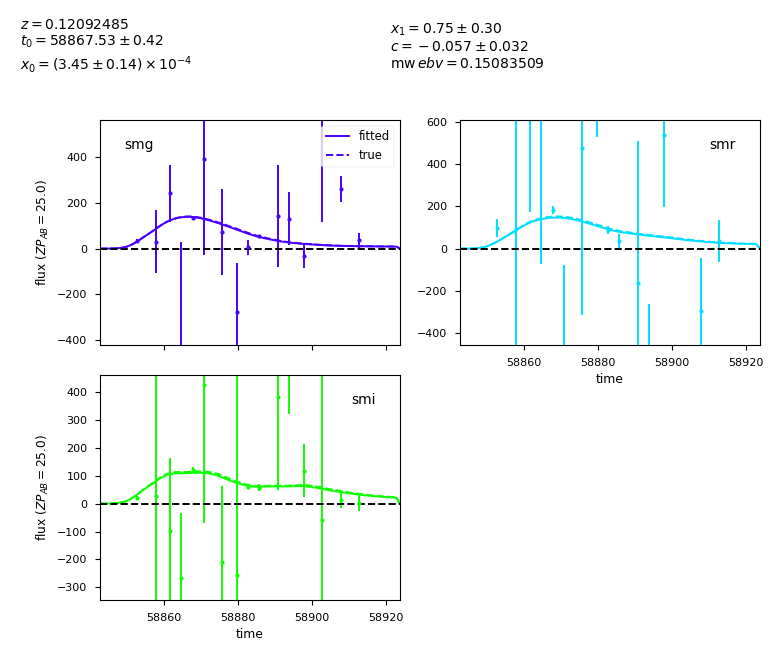 z = 0.12092485
t₀ = 58867.53 ± 0.42
x₀ = (3.45 ± 0.14) × 10⁻⁴
x₁ = 0.75 ± 0.30
c = −0.057 ± 0.032
mw ebv = 0.15083509
smg
fitted
true
400
200
0
−200
−400
flux (ZP_AB = 25.0)
smr
600
400
200
0
−200
−400
58860 58880 58900 58920
time
smi
400
300
200
100
0
−100
−200
−300
flux (ZP_AB = 25.0)
58860 58880 58900 58920
time